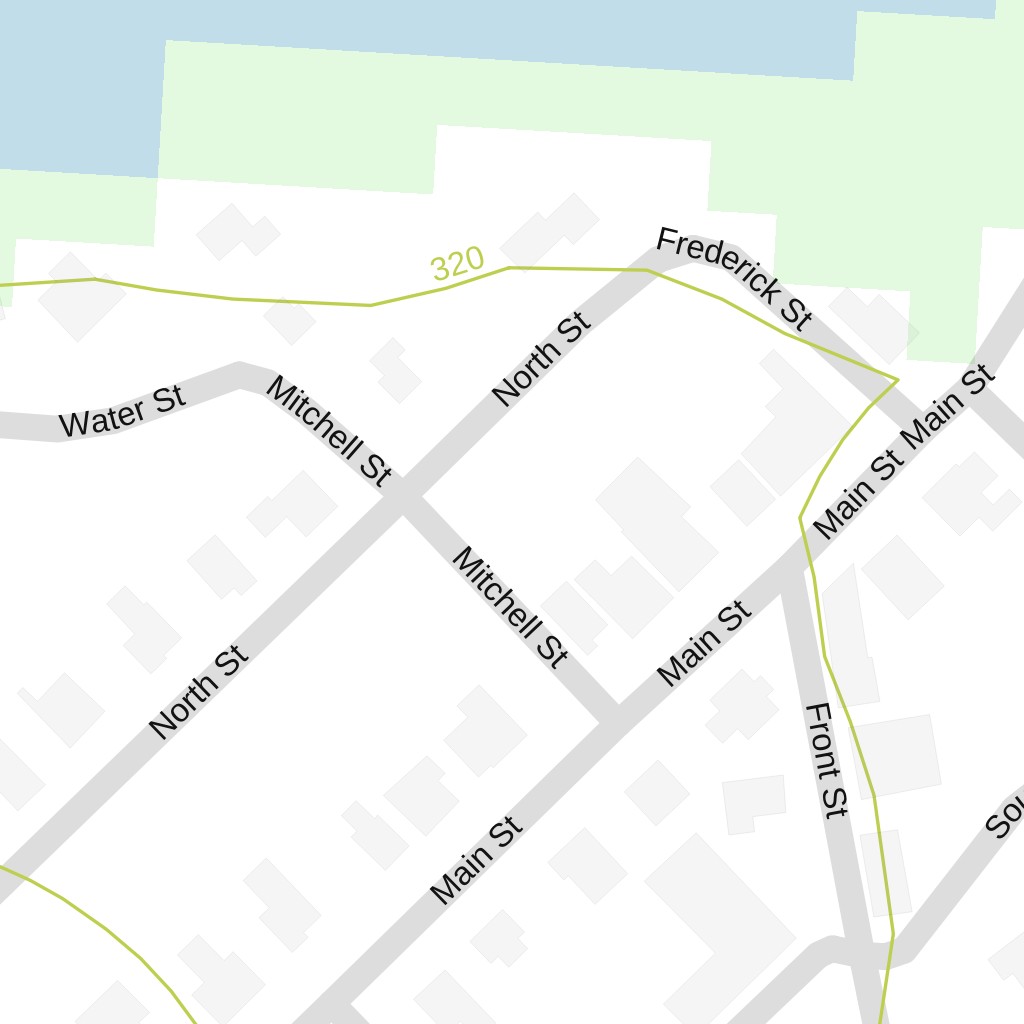 Frederick St
320
North St
Water St
Mitchell St
Main St
Main St
Mitchell St
Main St
North St
Front St
Main St
Sou